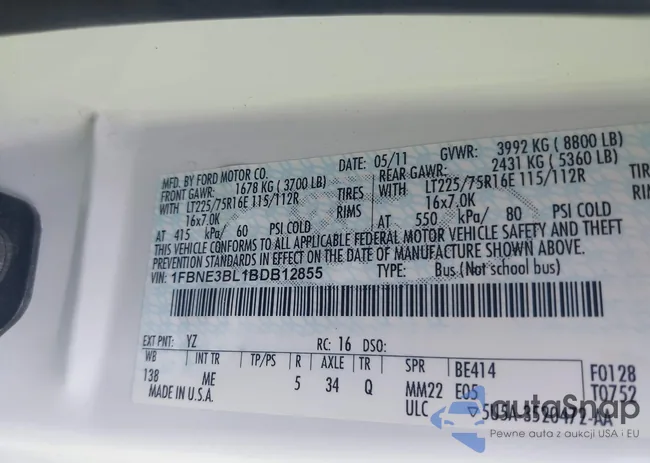 MFD. BY FORD MOTOR CO.
DATE: 05/11 GVWR: 3992 KG ( 8800 LB)
FRONT GAWR: 1678 KG ( 3700 LB) REAR GAWR: 2431 KG ( 5360 LB)
WITH LT225/75R16E 115/112R TIRES WITH LT225/75R16E 115/112R TIRE
16x7.0K RIMS 16x7.0K RIMS
AT 415 kPa/ 60 PSI COLD AT 550 kPa/ 80 PSI COLD
THIS VEHICLE CONFORMS TO ALL APPLICABLE FEDERAL MOTOR VEHICLE SAFETY AND THEFT
PREVENTION STANDARDS IN EFFECT ON THE DATE OF MANUFACTURE SHOWN ABOVE.
VIN: 1FBNE3BL1BDB12855 TYPE: Bus (Not school bus)
EXT PNT: YZ RC: 16 DSO:
WB INT TR TP/PS R AXLE TR SPR BE414 F0128
138 ME 5 34 Q MM22 E05 T0752
MADE IN U.S.A. ULC ▽5U5A-3520472-AA
autoSnap
Pewne auta z aukcji USA i EU